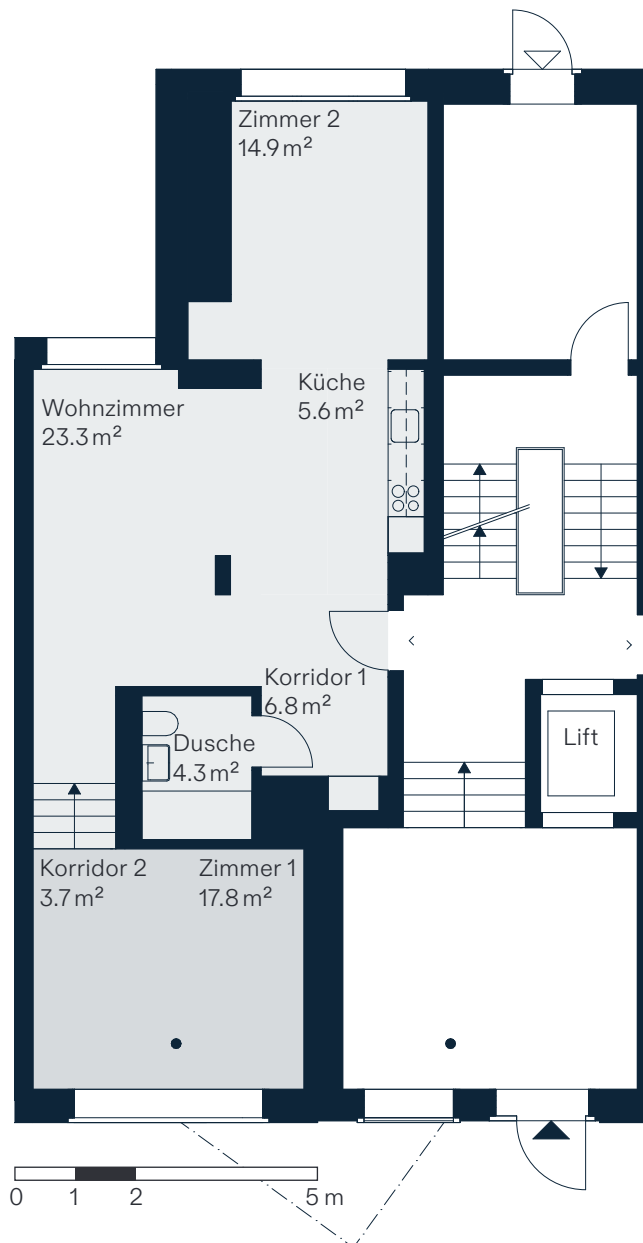 Zimmer 2
14.9 m²
Küche
5.6 m²
Wohnzimmer
23.3 m²
Korridor 1
6.8 m²
Dusche
4.3 m²
Lift
Korridor 2
3.7 m²
Zimmer 1
17.8 m²
0 1 2 5 m